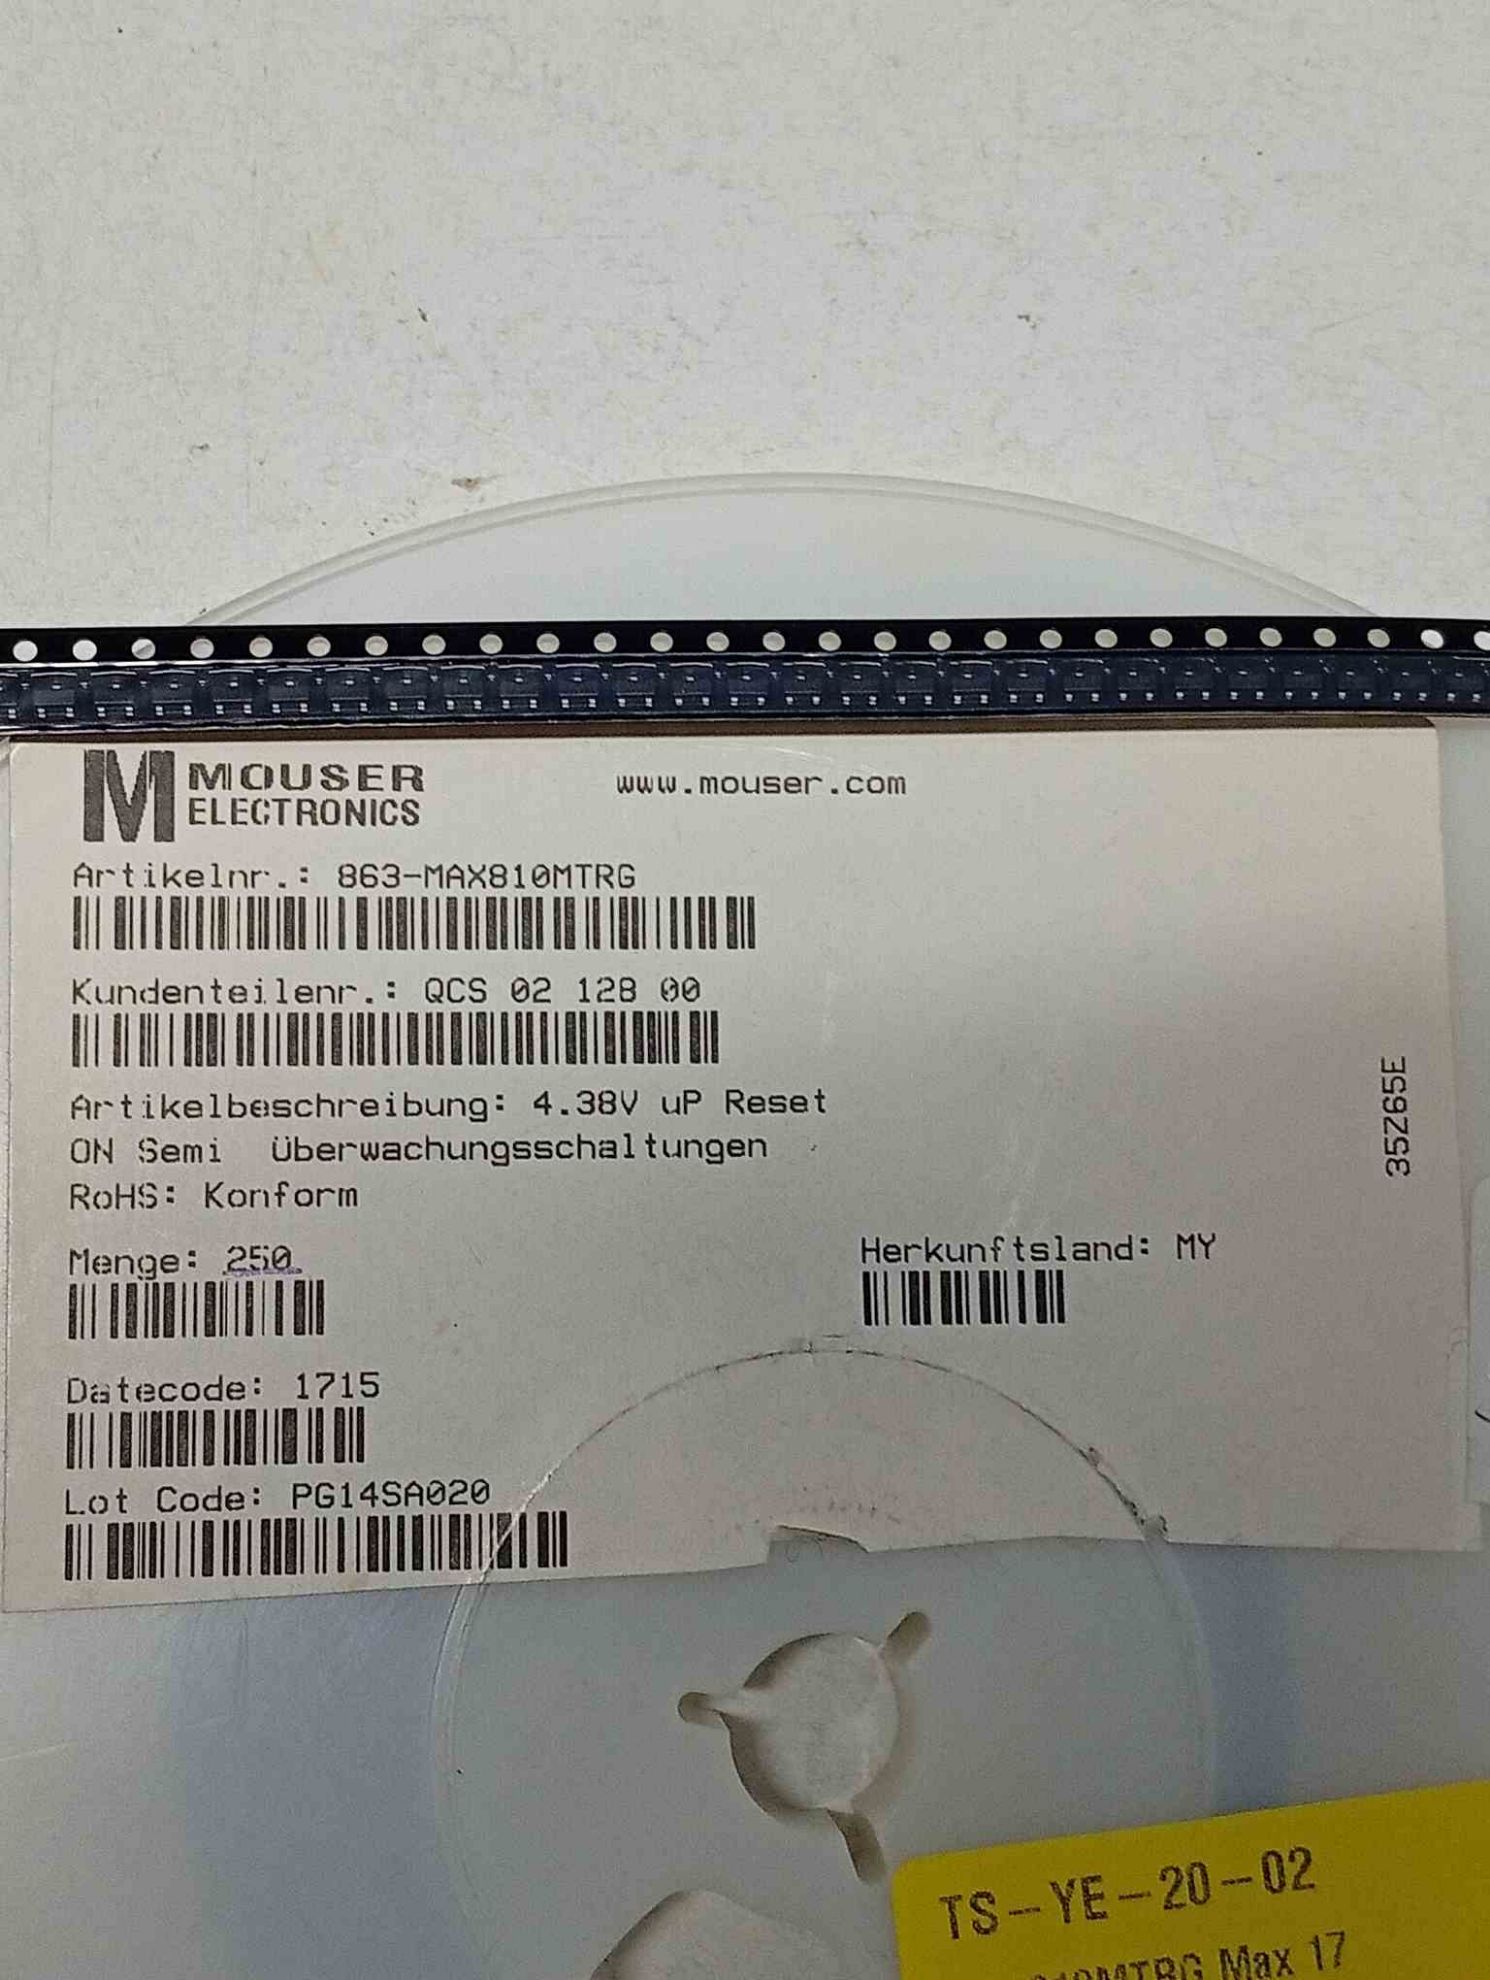 MOUSER
ELECTRONICS
www.mouser.com
Artikelnr.: 863-MAX810MTRG
Kundenteilenr.: QCS 02 128 00
Artikelbeschreibung: 4.38V uP Reset
ON Semi Überwachungsschaltungen
RoHS: Konform
Menge: 250
Herkunftsland: MY
Datecode: 1715
Lot Code: PG14SA020
35265E
TS-YE-20-02
Max 17